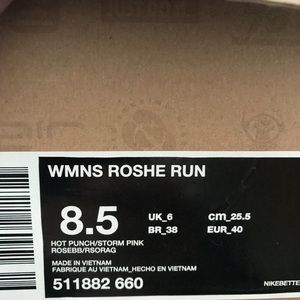 WMNS ROSHE RUN
8.5 UK_6 cm_25.5
BR_38 EUR_40
HOT PUNCH/STORM PINK
ROSEBB/RSORAG
MADE IN VIETNAM
FABRIQUE AU VIETNAM_HECHO EN VIETNAM
511882 660
NIKEBETTE